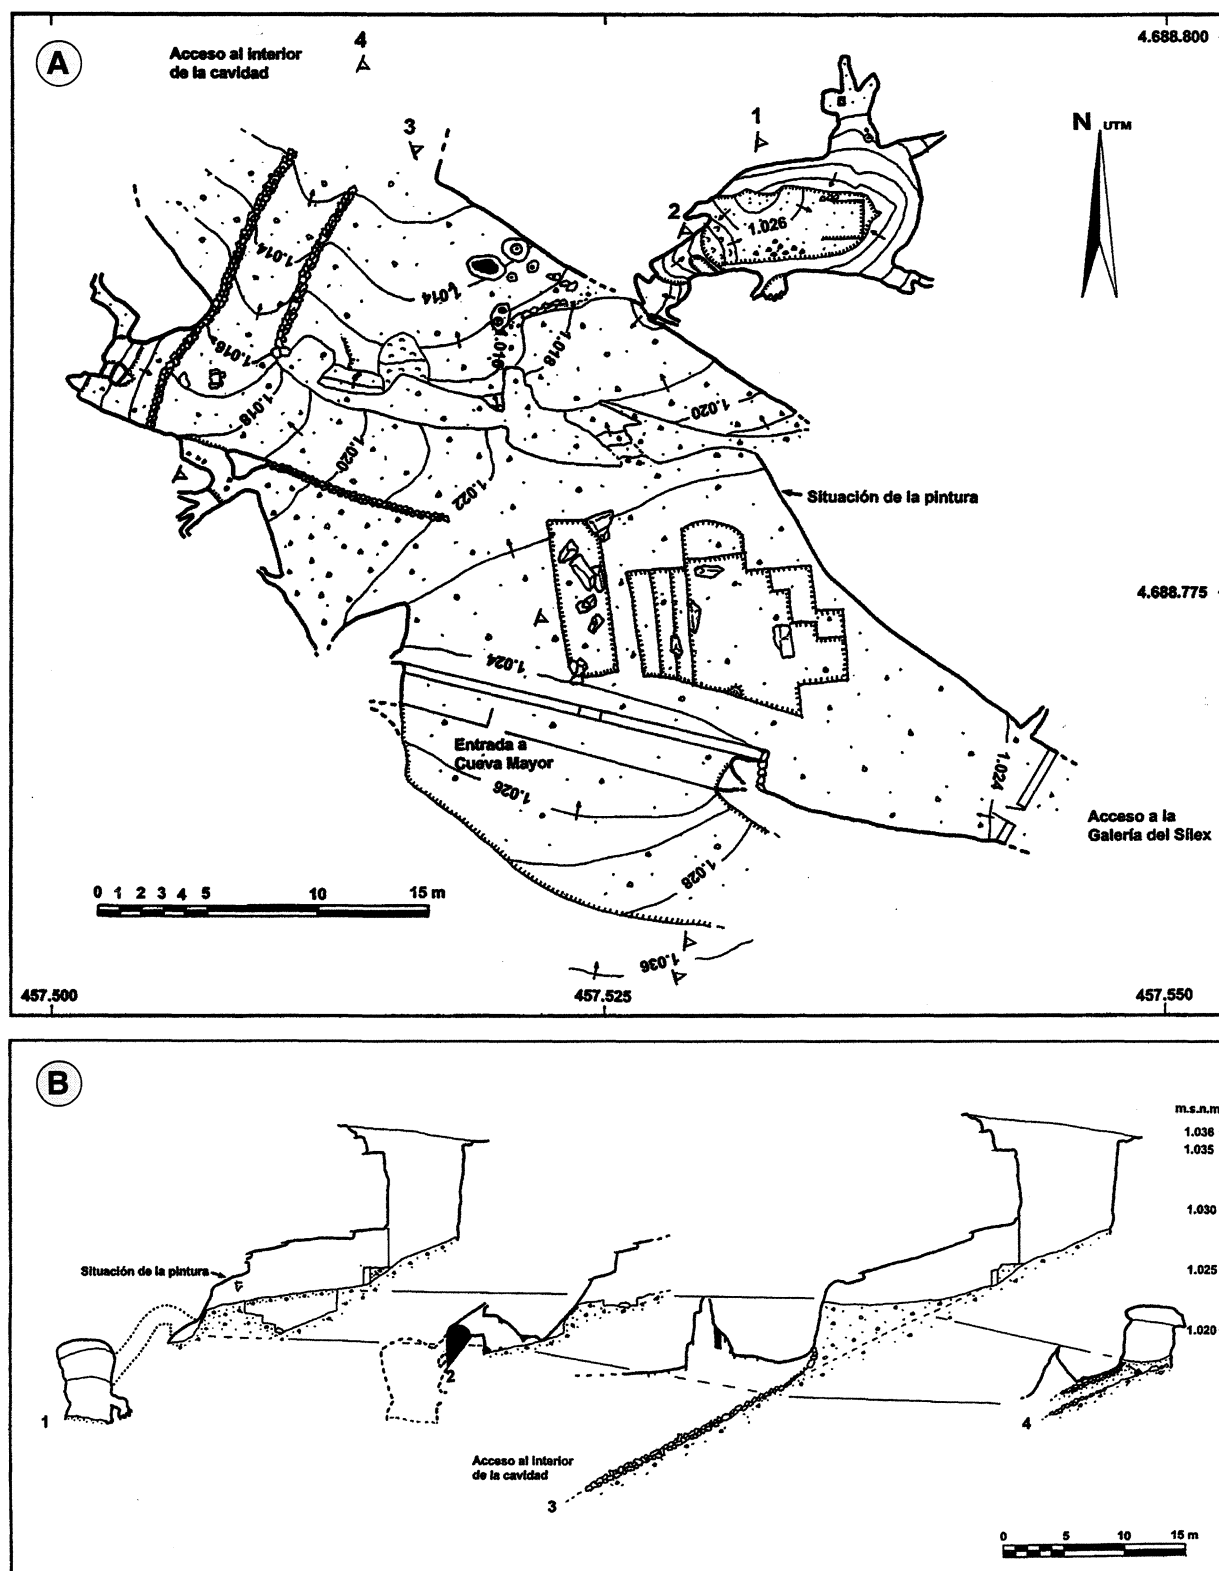 A
Acceso al interior
de la cavidad
4
3
1
2
4.688.800
N UTM
1.026
1.014
1.014
1.016
1.016
1.018
1.018
1.020
1.020
1.022
Situación de la pintura
4.688.775
1.024
Entrada a
Cueva Mayor
1.026
1.024
Acceso a la
Galería del Sílex
1.028
0 1 2 3 4 5 10 15 m
1.036
457.500
457.525
457.550
B
m.s.n.m
1.036
1.035
1.030
1.025
1.020
Situación de la pintura
1
2
Acceso al interior
de la cavidad
3
4
0 5 10 15 m